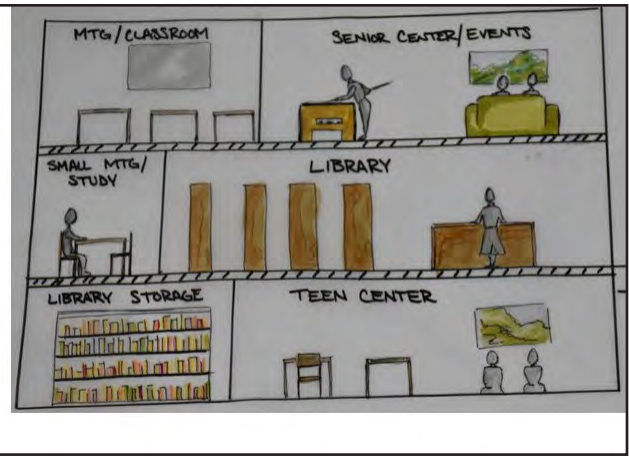 MTG/CLASSROOM
SENIOR CENTER/EVENTS
SMALL MTG/
STUDY
LIBRARY
LIBRARY STORAGE
TEEN CENTER